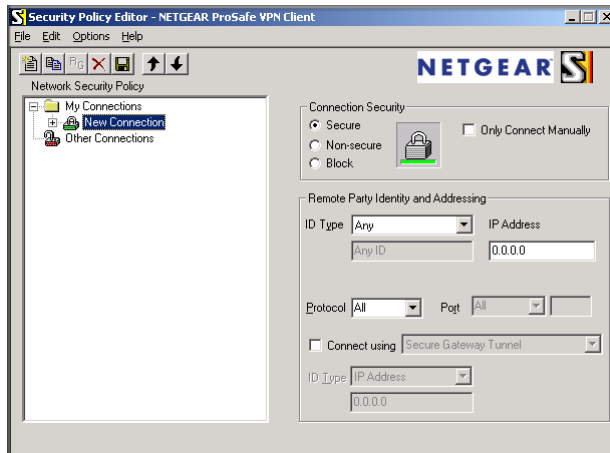 Security Policy Editor - NETGEAR ProSafe VPN Client
File Edit Options Help
NETGEAR S
Network Security Policy
My Connections
New Connection
Other Connections
Connection Security
Secure
Non-secure
Block
Only Connect Manually
Remote Party Identity and Addressing
ID Type Any IP Address
Any ID 0.0.0.0
Protocol All Port All
Connect using Secure Gateway Tunnel
ID Type IP Address
0.0.0.0